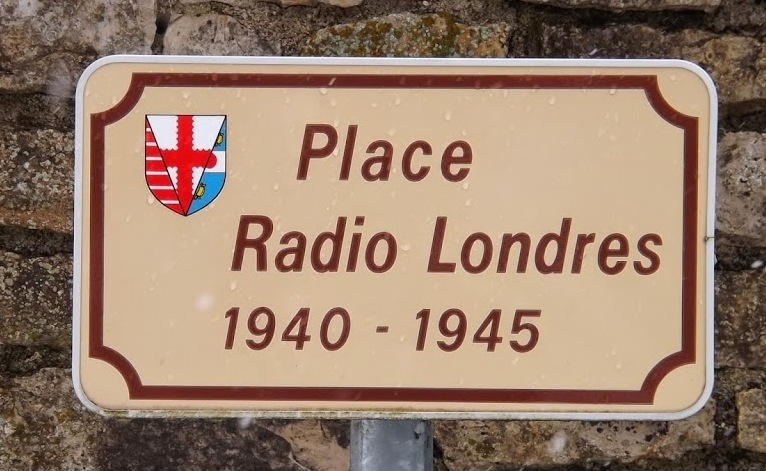 Place
Radio Londres
1940 - 1945